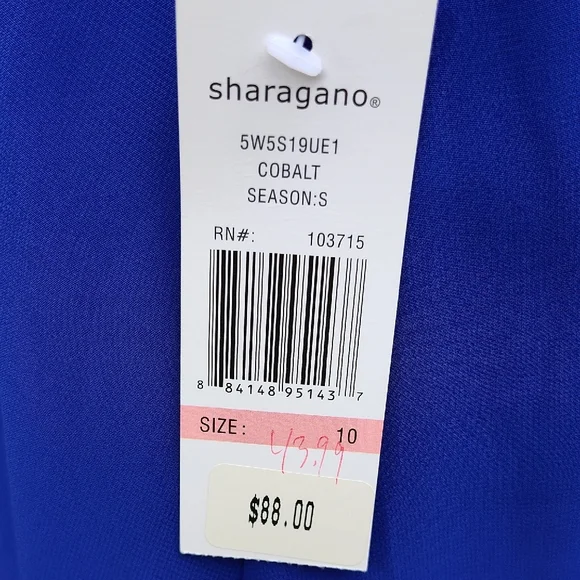 sharagano®
5W5S19UE1
COBALT
SEASON:S
RN#: 103715
8 84148 95143 7
SIZE: 10
43.99
$88.00